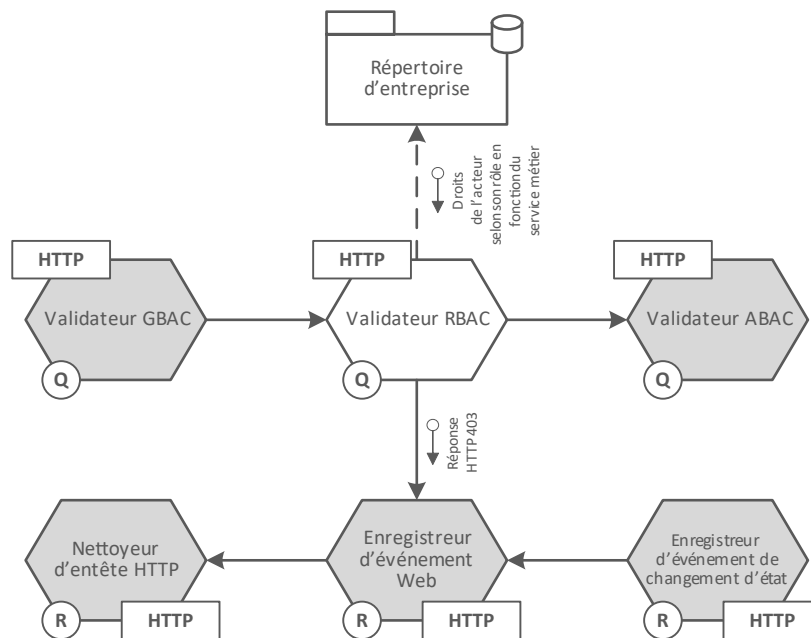 Répertoire
d'entreprise
Droits
de l'acteur
selon son rôle en
fonction du
service métier
HTTP
HTTP
HTTP
Validateur GBAC
Validateur RBAC
Validateur ABAC
Q
Q
Q
Réponse
HTTP 403
Nettoyeur
d'entête HTTP
Enregistreur
d'événement
Web
Enregistreur
d'événement de
changement d'état
R
HTTP
R
HTTP
R
HTTP